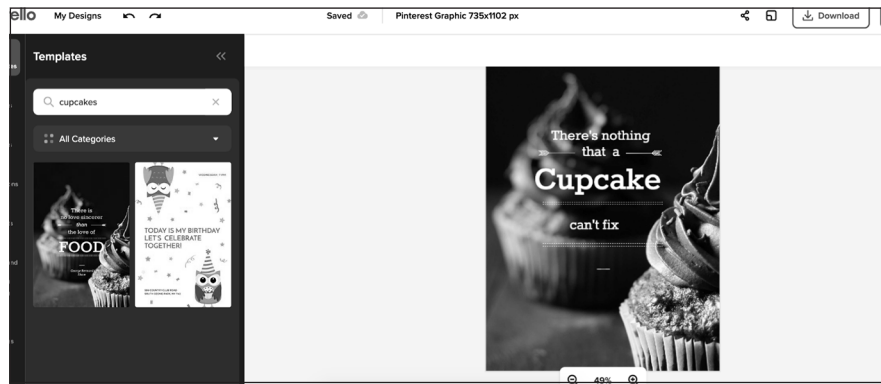 ello My Designs Saved Pinterest Graphic 735x1102 px Download
Templates
cupcakes
All Categories
There is
no love sincerer
than
the love of
FOOD
TODAY IS MY BIRTHDAY
LET'S CELEBRATE
TOGETHER!
There's nothing
that a
Cupcake
can't fix
49%